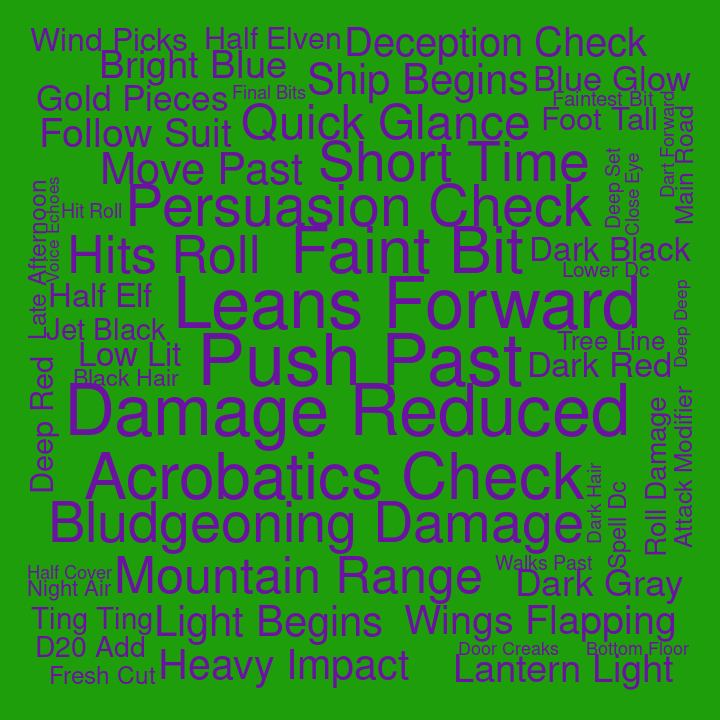 Wind Picks
Half Elven
Deception Check
Bright Blue
Ship Begins
Blue Glow
Gold Pieces
Final Bits
Faintest Bit
Follow Suit
Quick Glance
Foot Tall
Dart Forward
Main Road
Move Past
Short Time
Deep Set
Close Eye
Late Afternoon
Voice Echoes
Hit Roll
Persuasion Check
Hits Roll
Faint Bit
Dark Black
Lower Dc
Half Elf
Leans Forward
Deep Deep
Jet Black
Low Lit
Push Past
Tree Line
Dark Red
Black Hair
Deep Red
Damage Reduced
Roll Damage
Attack Modifier
Acrobatics Check
Dark Hair
Spell Dc
Bludgeoning Damage
Half Cover
Night Air
Mountain Range
Walks Past
Dark Gray
Ting Ting
Light Begins
Wings Flapping
D20 Add
Door Creaks
Bottom Floor
Fresh Cut
Heavy Impact
Lantern Light